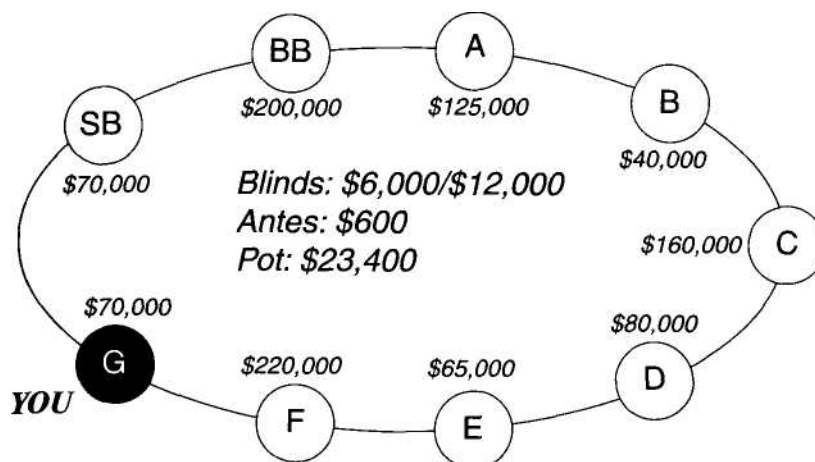 BB
A
$200,000
$125,000
SB
B
$70,000
$40,000
Blinds: $6,000/$12,000
Antes: $600
Pot: $23,400
C
$160,000
$70,000
$80,000
G
$220,000
$65,000
D
YOU
F
E